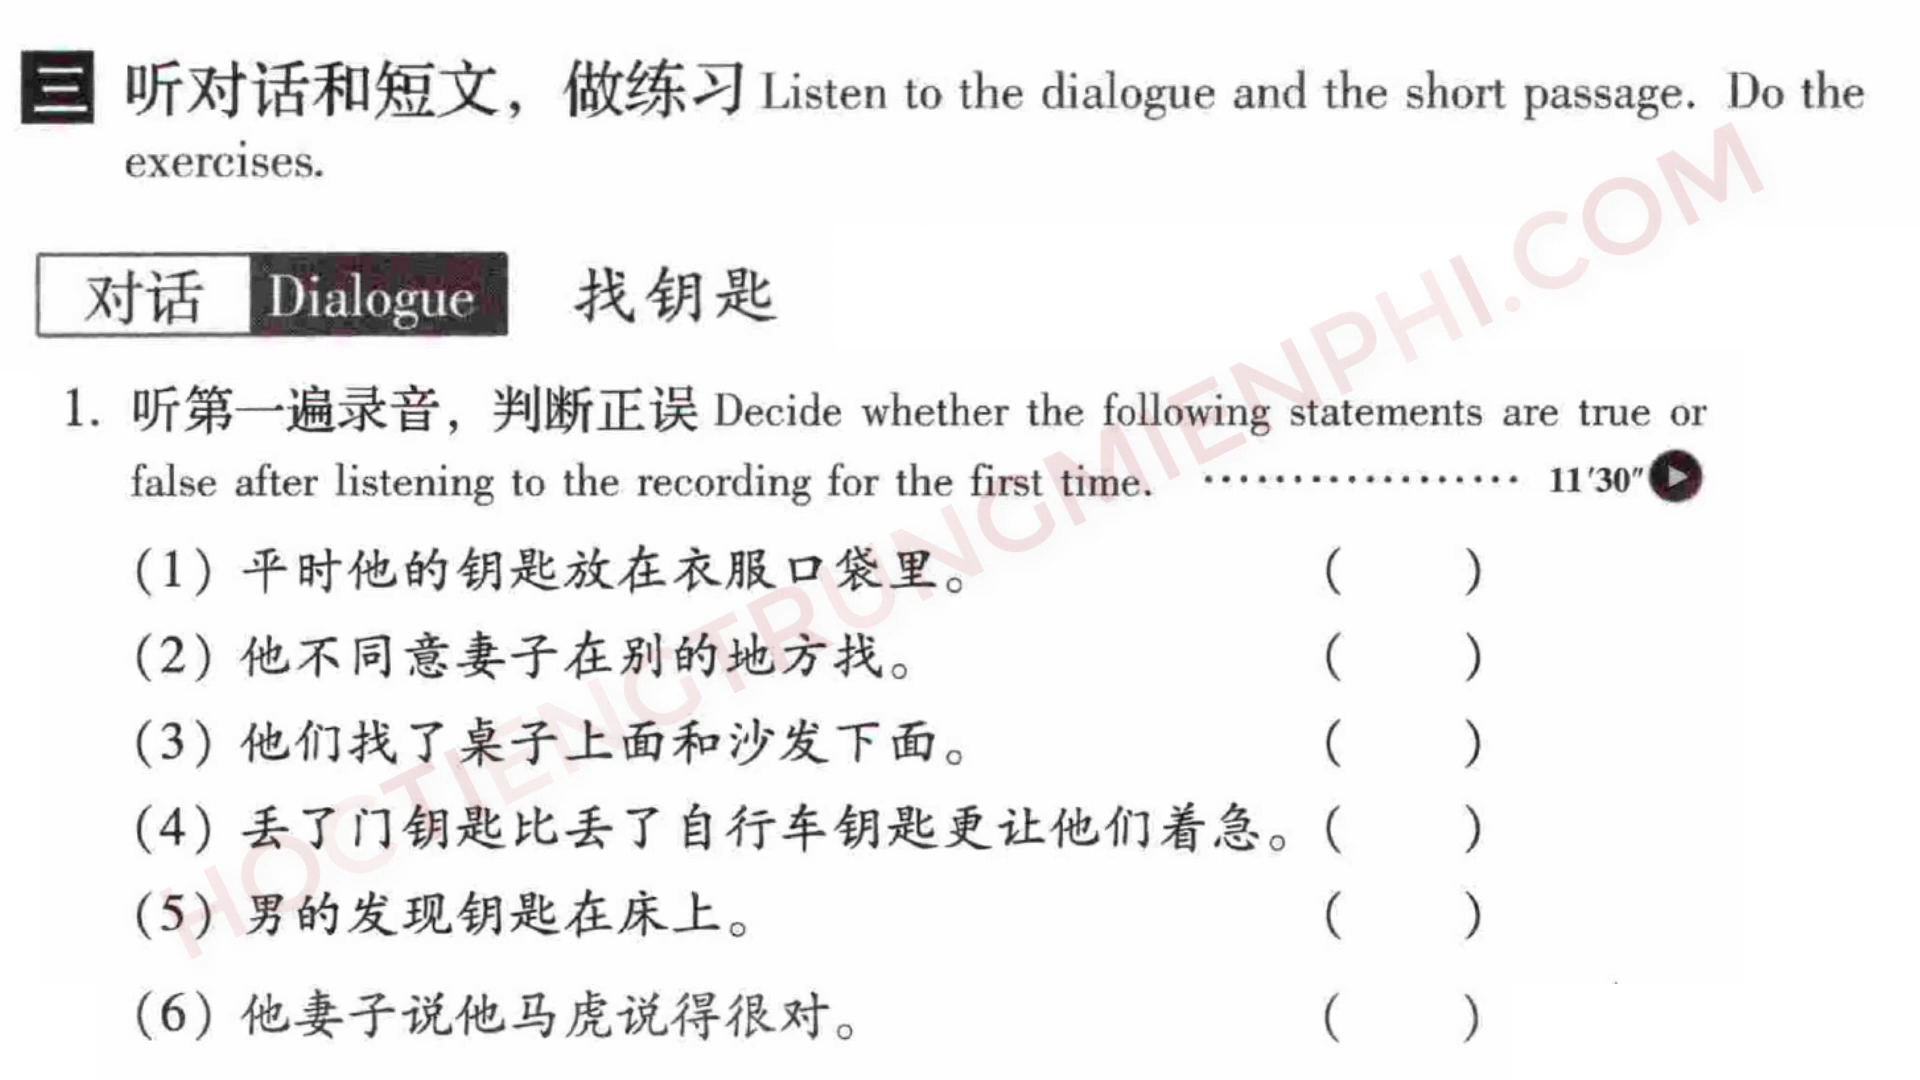 三 听对话和短文，做练习 Listen to the dialogue and the short passage. Do the
exercises.
对话 Dialogue 找钥匙
1. 听第一遍录音，判断正误 Decide whether the following statements are true or
false after listening to the recording for the first time. ·················· 11′30″
(1) 平时他的钥匙放在衣服口袋里。 ( )
(2) 他不同意妻子在别的地方找。 ( )
(3) 他们找了桌子上面和沙发下面。 ( )
(4) 丢了门钥匙比丢了自行车钥匙更让他们着急。 ( )
(5) 男的发现钥匙在床上。 ( )
(6) 他妻子说他马虎说得很对。 ( )
HOCTIENGTRUNGMIENPHI.COM